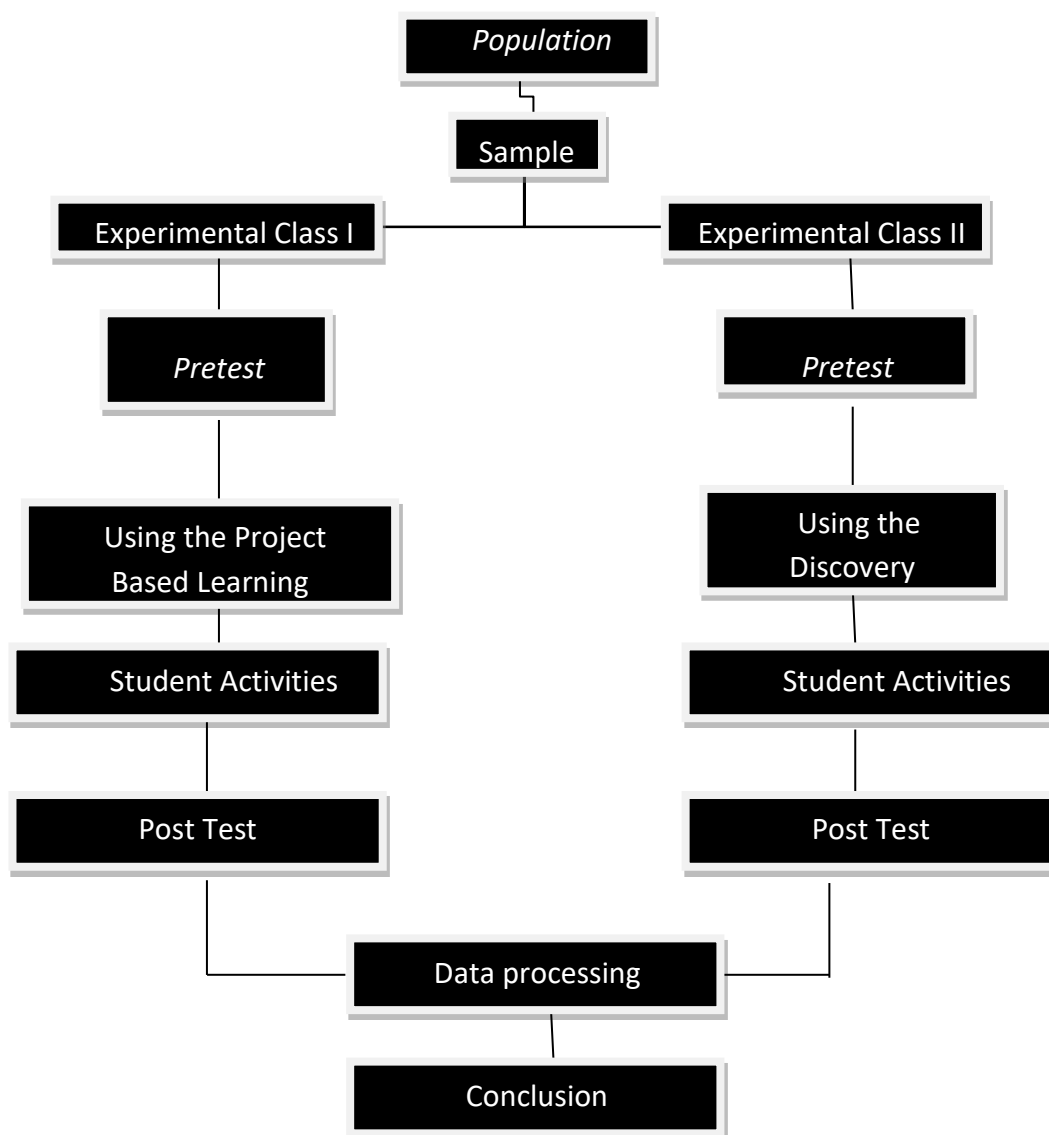 Population
Sample
Experimental Class I
Experimental Class II
Pretest
Pretest
Using the Project
Based Learning
Using the
Discovery
Student Activities
Student Activities
Post Test
Post Test
Data processing
Conclusion